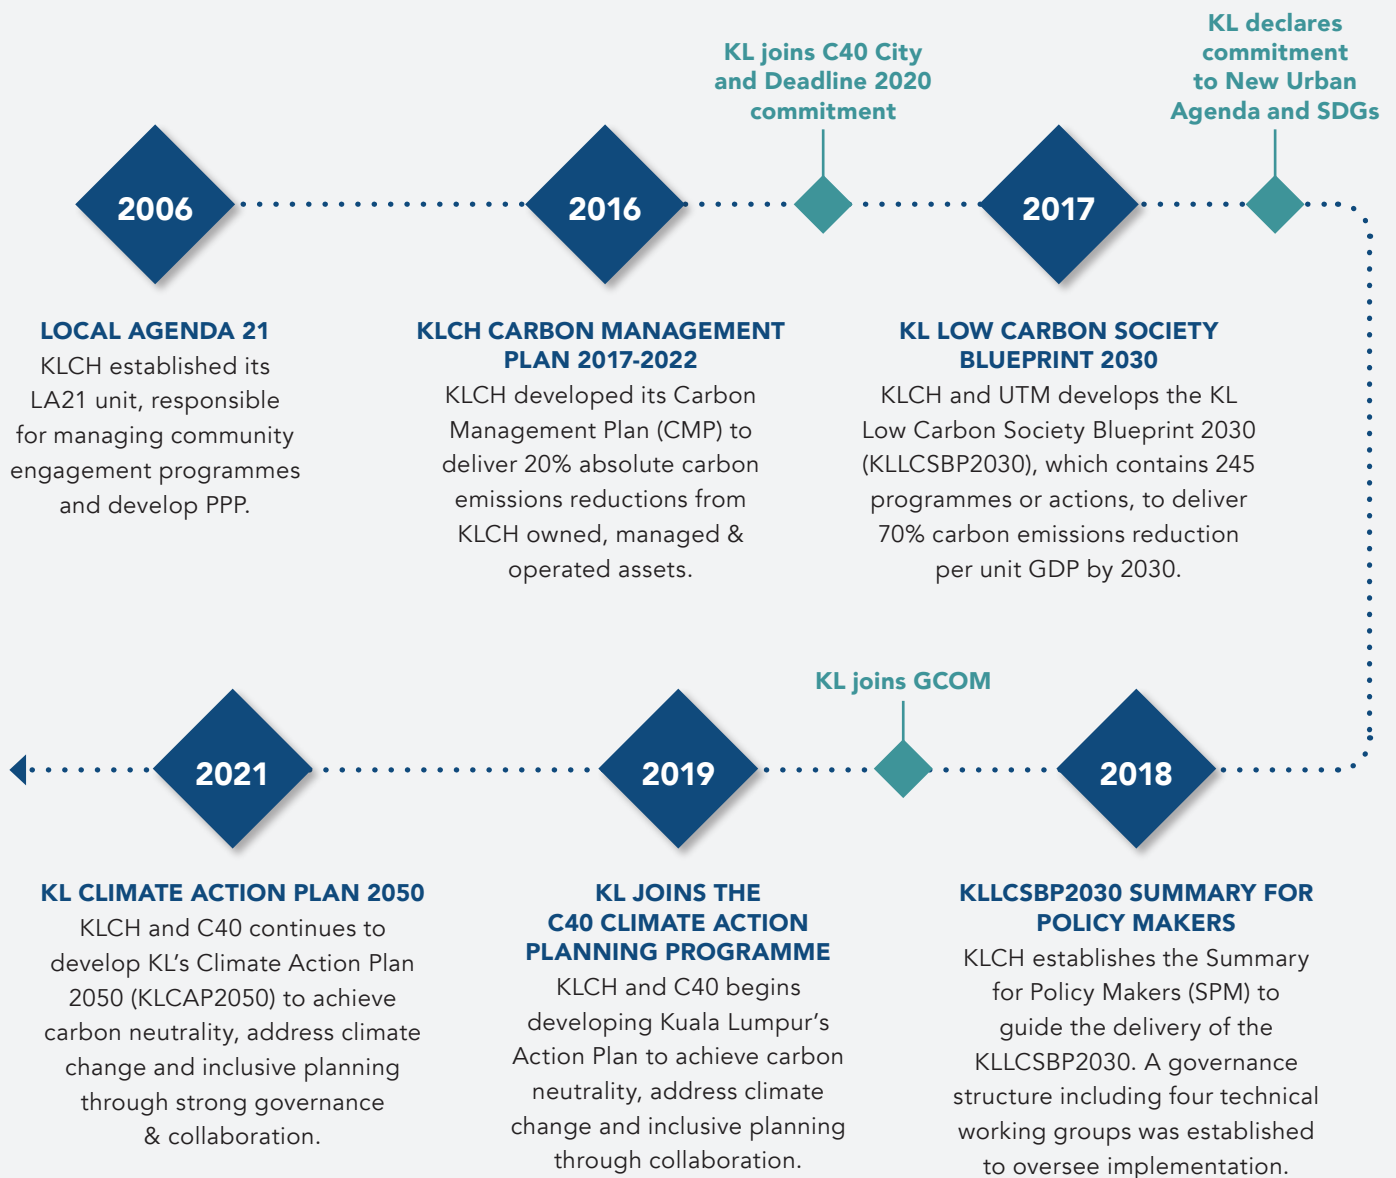 2006
LOCAL AGENDA 21
KLCH established its
LA21 unit, responsible
for managing community
engagement programmes
and develop PPP.
2016
KLCH CARBON MANAGEMENT
PLAN 2017-2022
KLCH developed its Carbon
Management Plan (CMP) to
deliver 20% absolute carbon
emissions reductions from
KLCH owned, managed &
operated assets.
KL joins C40 City
and Deadline 2020
commitment
2017
KL LOW CARBON SOCIETY
BLUEPRINT 2030
KLCH and UTM develops the KL
Low Carbon Society Blueprint 2030
(KLLCSBP2030), which contains 245
programmes or actions, to deliver
70% carbon emissions reduction
per unit GDP by 2030.
KL declares
commitment
to New Urban
Agenda and SDGs
2018
KLLCSBP2030 SUMMARY FOR
POLICY MAKERS
KLCH establishes the Summary
for Policy Makers (SPM) to
guide the delivery of the
KLLCSBP2030. A governance
structure including four technical
working groups was established
to oversee implementation.
KL joins GCOM
2019
KL JOINS THE
C40 CLIMATE ACTION
PLANNING PROGRAMME
KLCH and C40 begins
developing Kuala Lumpur's
Action Plan to achieve carbon
neutrality, address climate
change and inclusive planning
through collaboration.
2021
KL CLIMATE ACTION PLAN 2050
KLCH and C40 continues to
develop KL's Climate Action Plan
2050 (KLCAP2050) to achieve
carbon neutrality, address climate
change and inclusive planning
through strong governance
& collaboration.